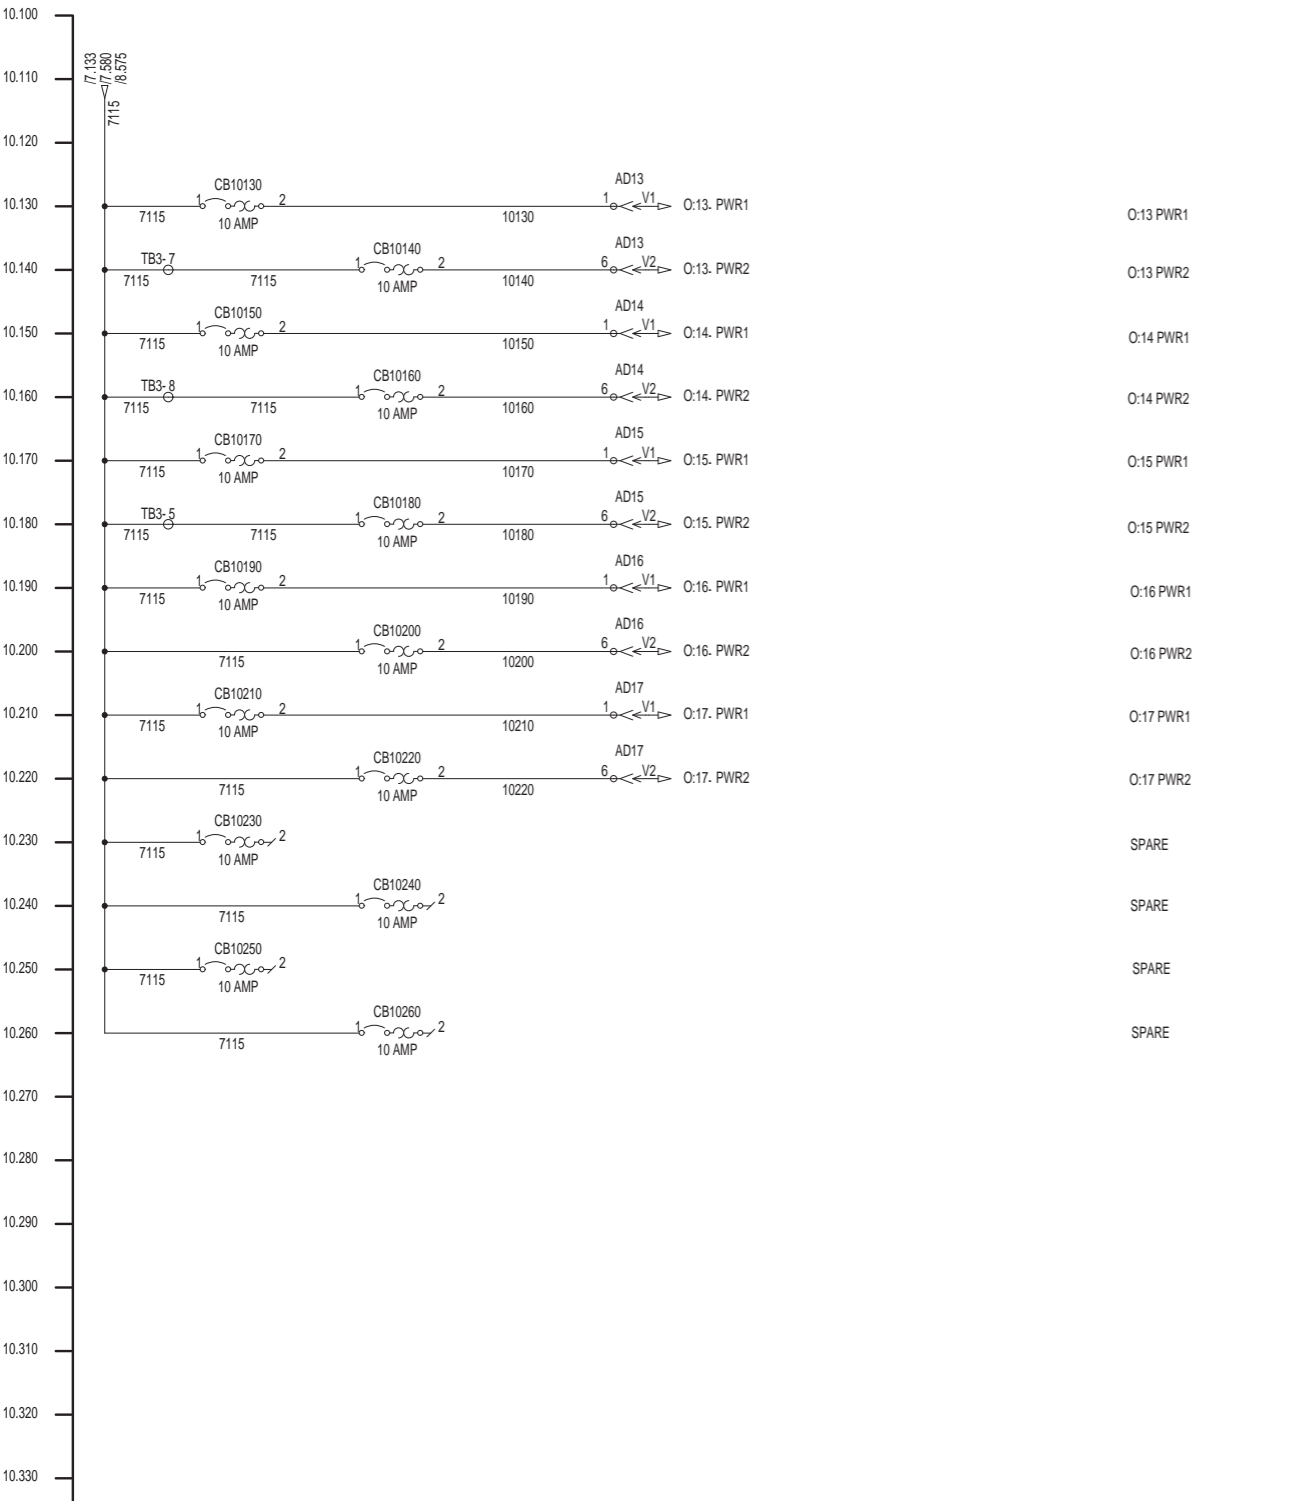 10.100
/7.133
/7.580
/8.575
10.110
7115
10.120
AD13
CB10130
10.130 1 2 1 V1 O:13- PWR1
7115 10 AMP 10130 O:13 PWR1
AD13
CB10140
TB3-7
10.140 1 2 6 V2 O:13- PWR2
7115 7115 10 AMP 10140 O:13 PWR2
AD14
CB10150
10.150 1 2 1 V1 O:14- PWR1
7115 10 AMP 10150 O:14 PWR1
AD14
CB10160
TB3-8
10.160 1 2 6 V2 O:14- PWR2 O:14 PWR2
7115 7115 10 AMP 10160
AD15
CB10170
10.170 1 2 1 V1 O:15- PWR1 O:15 PWR1
7115 10 AMP 10170
AD15
CB10180
TB3-5
10.180 1 2 6 V2 O:15- PWR2 O:15 PWR2
7115 7115 10 AMP 10180
AD16
CB10190
10.190 1 2 1 V1 O:16- PWR1 O:16 PWR1
7115 10 AMP 10190
AD16
CB10200
10.200 1 2 6 V2 O:16- PWR2 O:16 PWR2
7115 10 AMP 10200
AD17
CB10210
10.210 1 2 1 V1 O:17- PWR1 O:17 PWR1
7115 10 AMP 10210
AD17
CB10220
10.220 1 2 6 V2 O:17- PWR2 O:17 PWR2
7115 10 AMP 10220
CB10230
10.230 1 2 SPARE
7115 10 AMP
CB10240
10.240 1 2 SPARE
7115 10 AMP
CB10250
10.250 1 2 SPARE
7115 10 AMP
CB10260
10.260 1 2 SPARE
7115 10 AMP
10.270
10.280
10.290
10.300
10.310
10.320
10.330